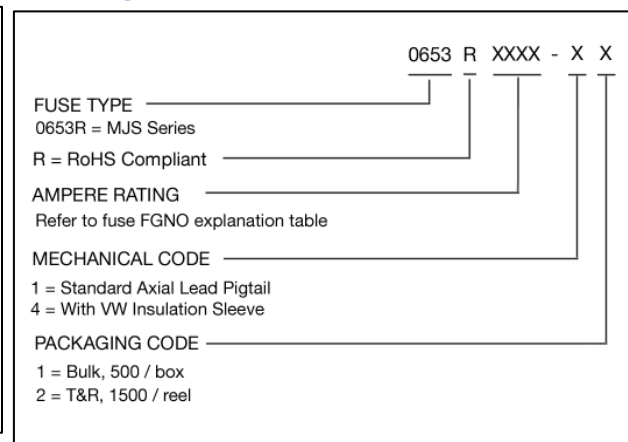 0653 R XXXX - X X
FUSE TYPE
0653R = MJS Series
R = RoHS Compliant
AMPERE RATING
Refer to fuse FGNO explanation table
MECHANICAL CODE
1 = Standard Axial Lead Pigtail
4 = With VW Insulation Sleeve
PACKAGING CODE
1 = Bulk, 500 / box
2 = T&R, 1500 / reel